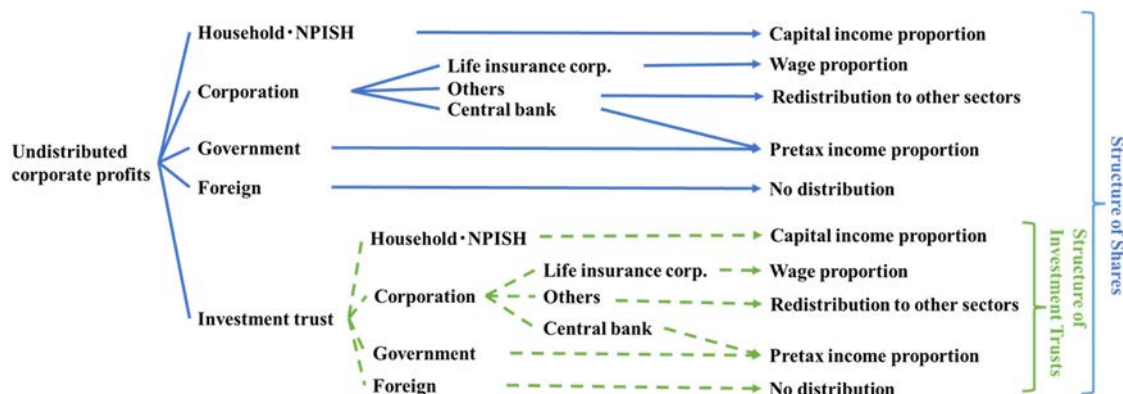 Household・NPISH
Capital income proportion
Life insurance corp.
Wage proportion
Corporation
Others
Redistribution to other sectors
Central bank
Undistributed
corporate profits
Government
Pretax income proportion
Foreign
No distribution
Household・NPISH
Capital income proportion
Life insurance corp.
Wage proportion
Corporation
Others
Redistribution to other sectors
Investment trust
Central bank
Government
Pretax income proportion
Foreign
No distribution
Structure of
Investment Trusts
Structure of Shares